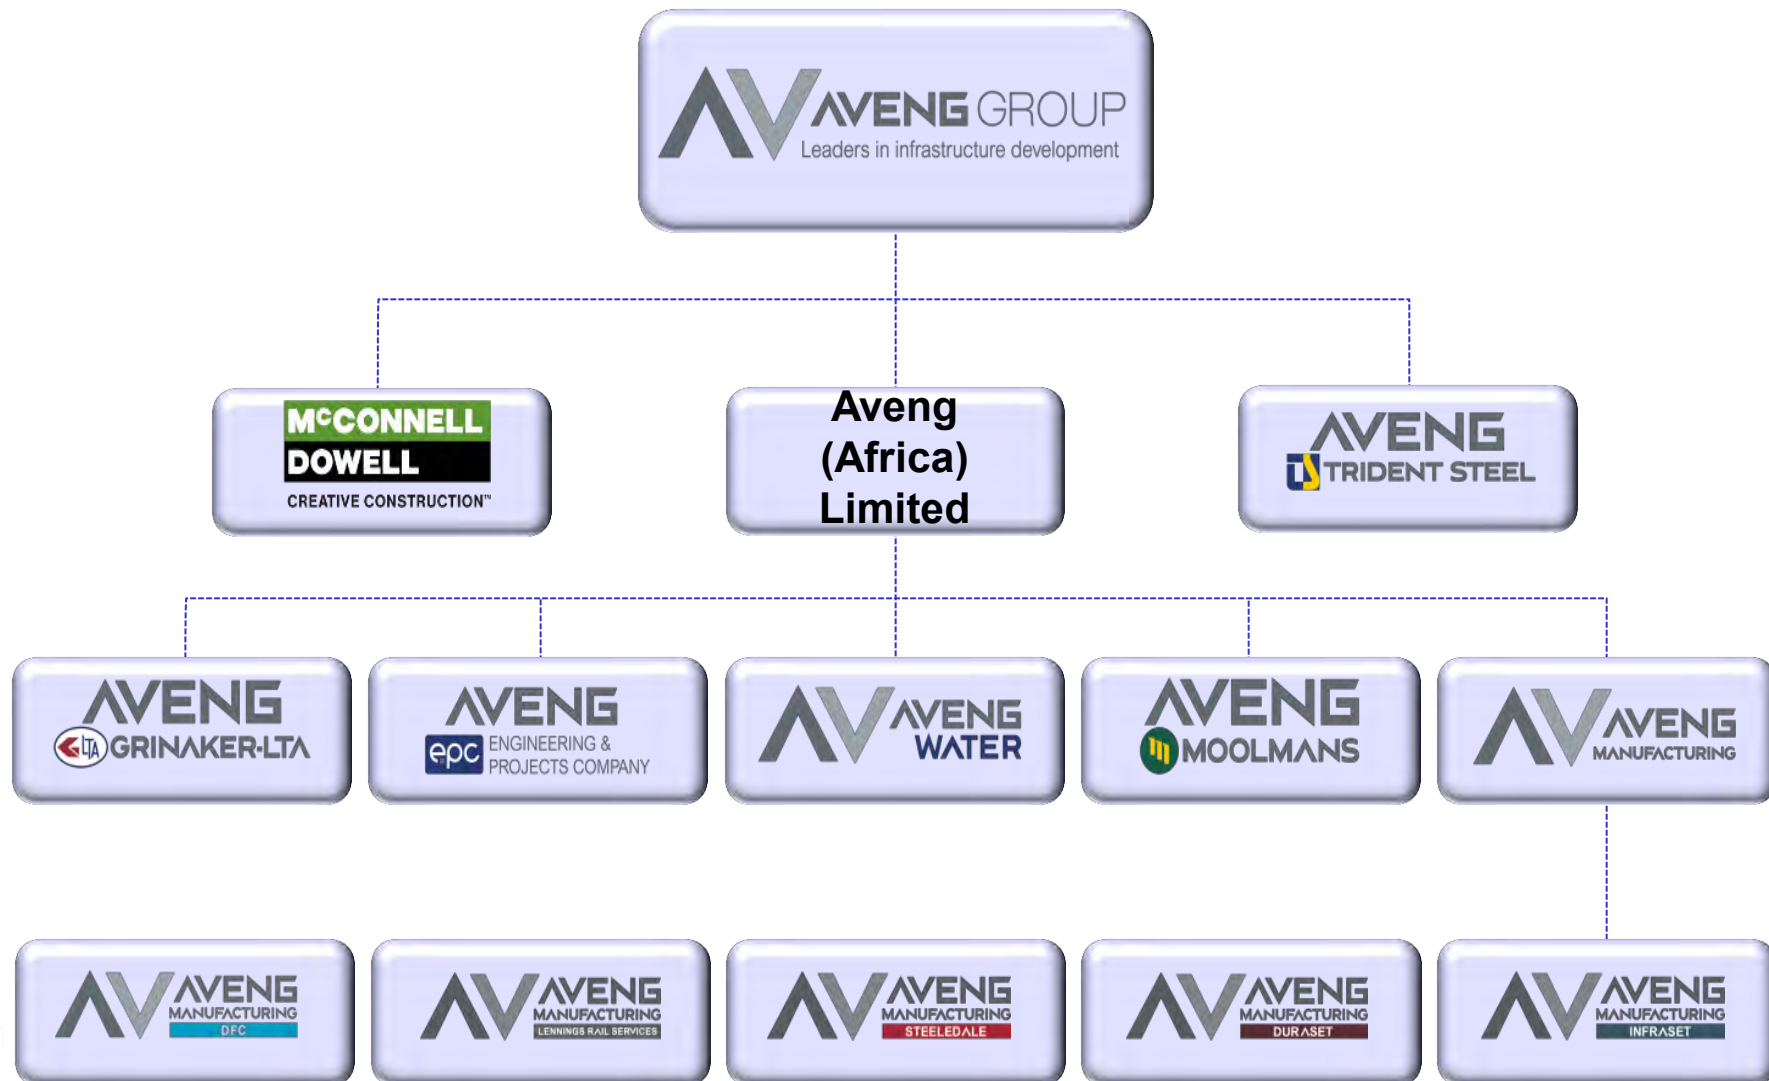 AVENG GROUP
Leaders in infrastructure development
McCONNELL
DOWELL
CREATIVE CONSTRUCTION™
Aveng
(Africa)
Limited
AVENG
TS TRIDENT STEEL
AVENG
LTA GRINAKER-LTA
AVENG
epc ENGINEERING &
PROJECTS COMPANY
AVENG
WATER
AVENG
m MOOLMANS
AVENG
MANUFACTURING
AVENG
MANUFACTURING
DFC
AVENG
MANUFACTURING
LENNINGS RAIL SERVICES
AVENG
MANUFACTURING
STEELEDALE
AVENG
MANUFACTURING
DURASET
AVENG
MANUFACTURING
INFRASET